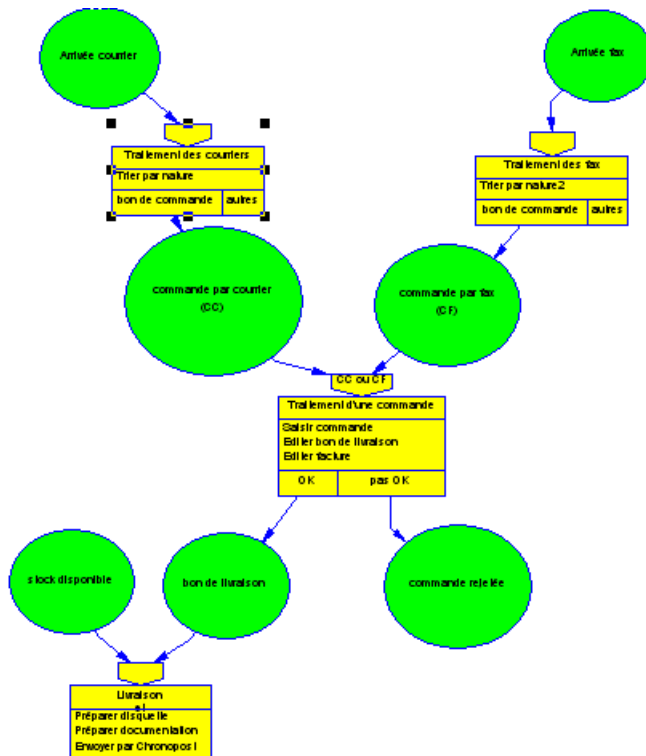 Arrivée courrier
Arrivée fax
Traitement des courriers
Trier par nature
bon de commande
autres
Traitement des fax
Trier par nature2
bon de commande
autres
commande par courrier
(CC)
commande par fax
(CF)
CC ou CF
Traitement d'une commande
Saisir commande
Editer bon de livraison
Editer facture
OK
pas OK
stock disponible
bon de livraison
commande rejetée
Livraison
et
Préparer disquette
Préparer documentation
Envoyer par Chronopost